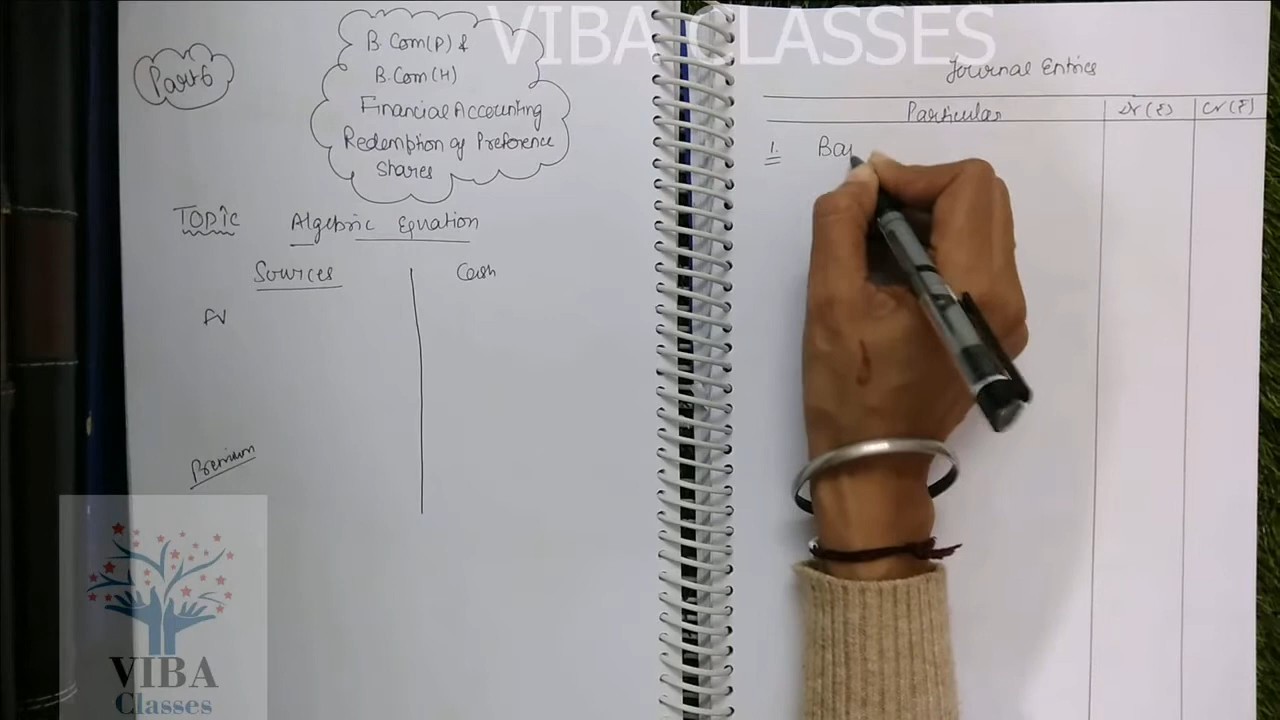 VIBA CLASSES
Part 6
B.Com(P) &
B.Com(H)
Financial Accounting
Redemption of Preference
Shares
TOPIC Algebric Equation
Sources Cash
FV
Premium
VIBA
Classes
Journal Entries
Particular Dr (₹) Cr (₹)
1. Ban